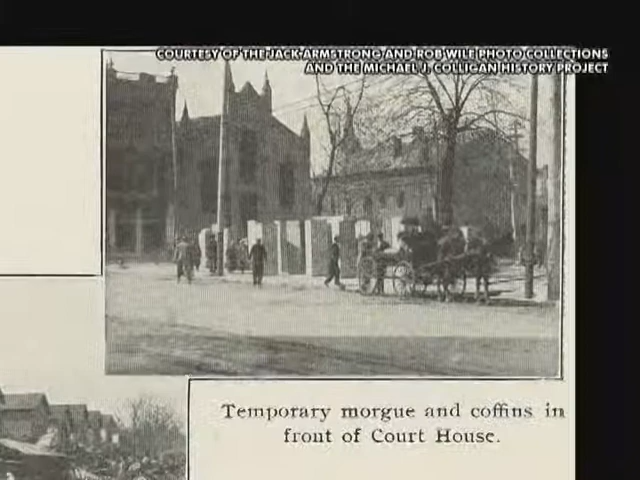 COURTESY OF THE JACK ARMSTRONG AND ROB WILE PHOTO COLLECTIONS
AND THE MICHAEL J. COLLIGAN HISTORY PROJECT
Temporary morgue and coffins in
front of Court House.